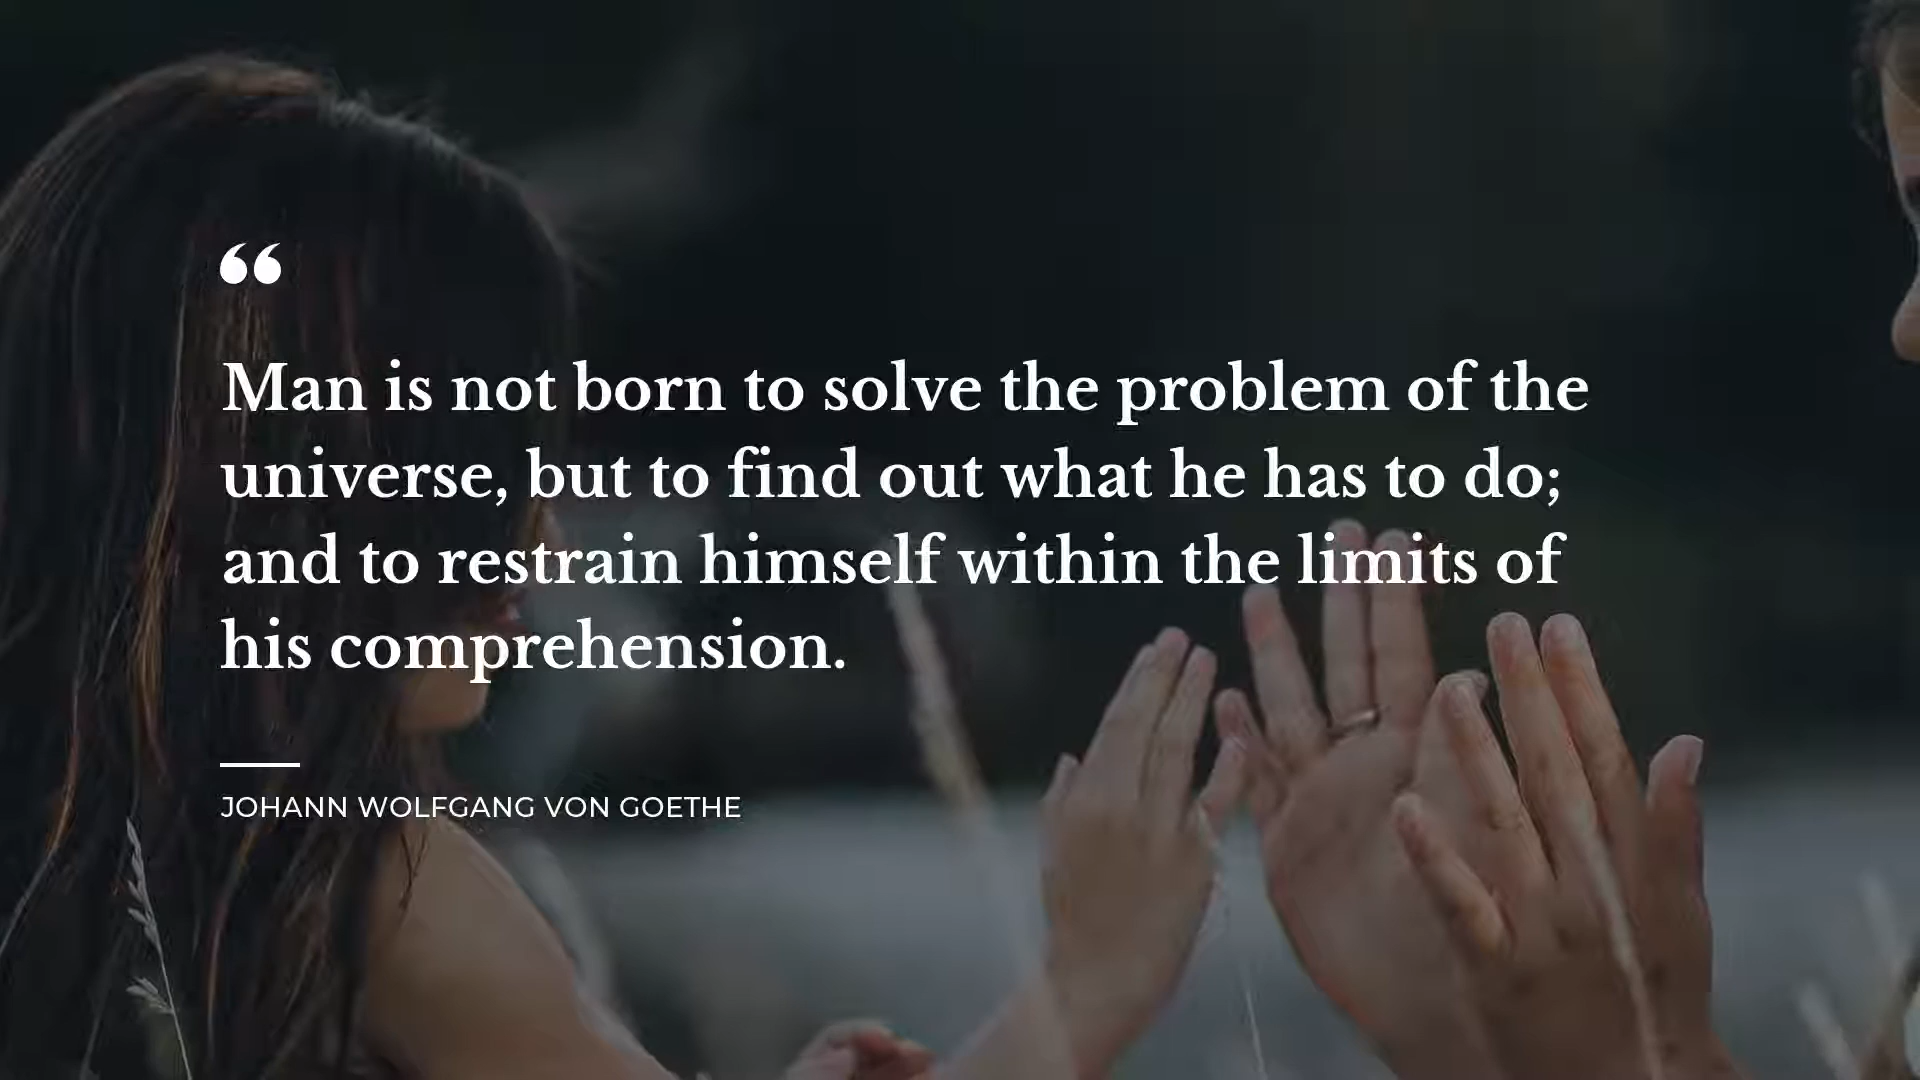 “
Man is not born to solve the problem of the
universe, but to find out what he has to do;
and to restrain himself within the limits of
his comprehension.
JOHANN WOLFGANG VON GOETHE